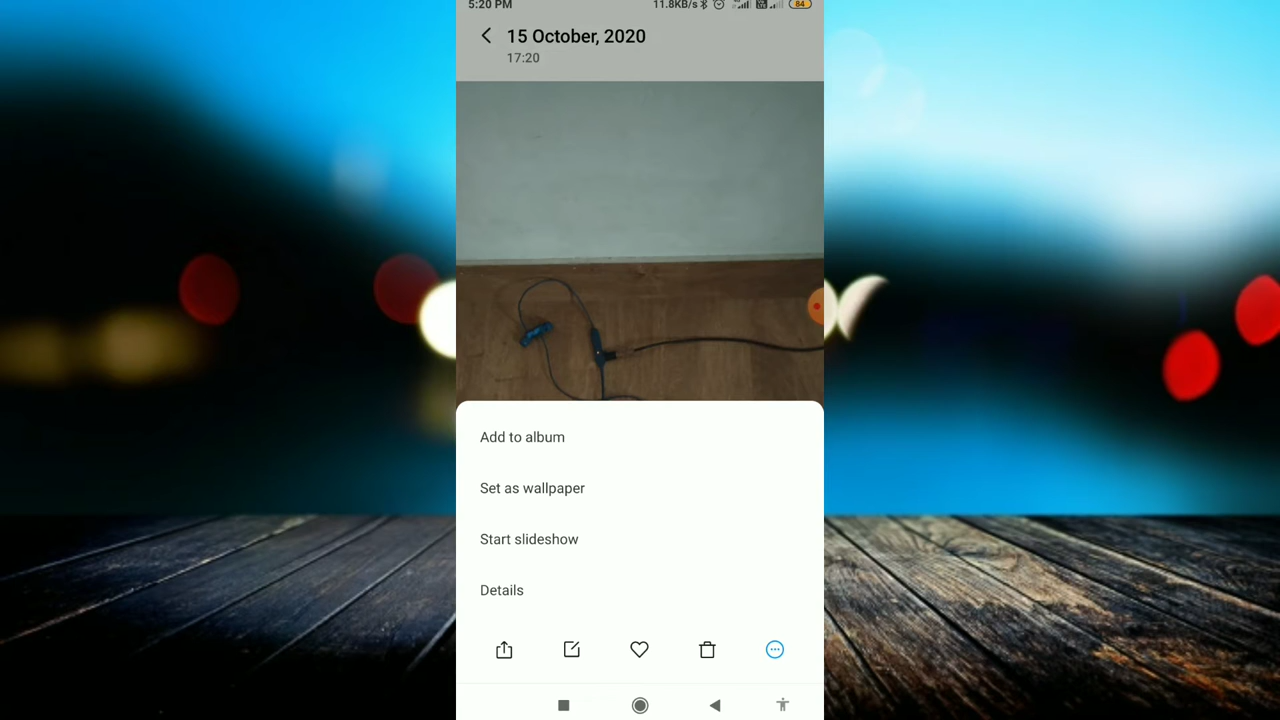 5:20 PM 11.8KB/s 84
15 October, 2020
17:20
Add to album
Set as wallpaper
Start slideshow
Details